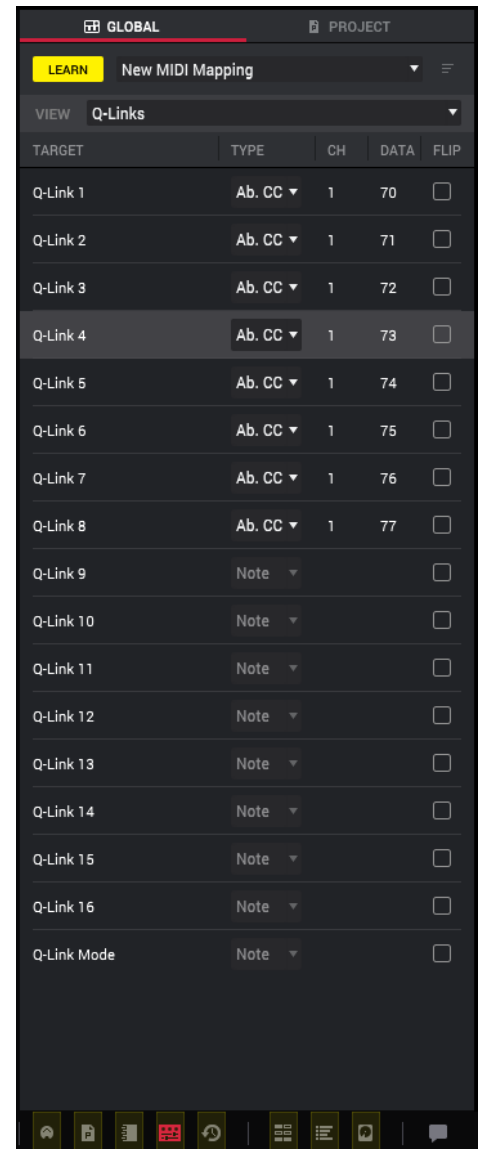 GLOBAL PROJECT
LEARN New MIDI Mapping
VIEW Q-Links
TARGET TYPE CH DATA FLIP
Q-Link 1 Ab. CC 1 70
Q-Link 2 Ab. CC 1 71
Q-Link 3 Ab. CC 1 72
Q-Link 4 Ab. CC 1 73
Q-Link 5 Ab. CC 1 74
Q-Link 6 Ab. CC 1 75
Q-Link 7 Ab. CC 1 76
Q-Link 8 Ab. CC 1 77
Q-Link 9 Note
Q-Link 10 Note
Q-Link 11 Note
Q-Link 12 Note
Q-Link 13 Note
Q-Link 14 Note
Q-Link 15 Note
Q-Link 16 Note
Q-Link Mode Note